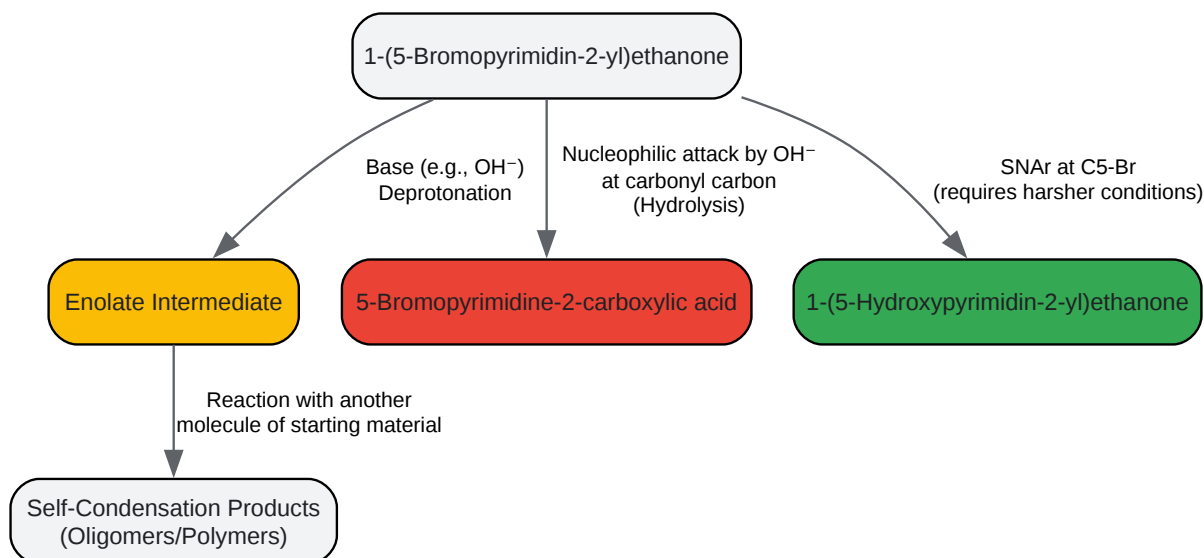 1-(5-Bromopyrimidin-2-yl)ethanone
Base (e.g., OH⁻)
Deprotonation
Nucleophilic attack by OH⁻
at carbonyl carbon
(Hydrolysis)
SNAr at C5-Br
(requires harsher conditions)
Enolate Intermediate
5-Bromopyrimidine-2-carboxylic acid
1-(5-Hydroxypyrimidin-2-yl)ethanone
Reaction with another
molecule of starting material
Self-Condensation Products
(Oligomers/Polymers)